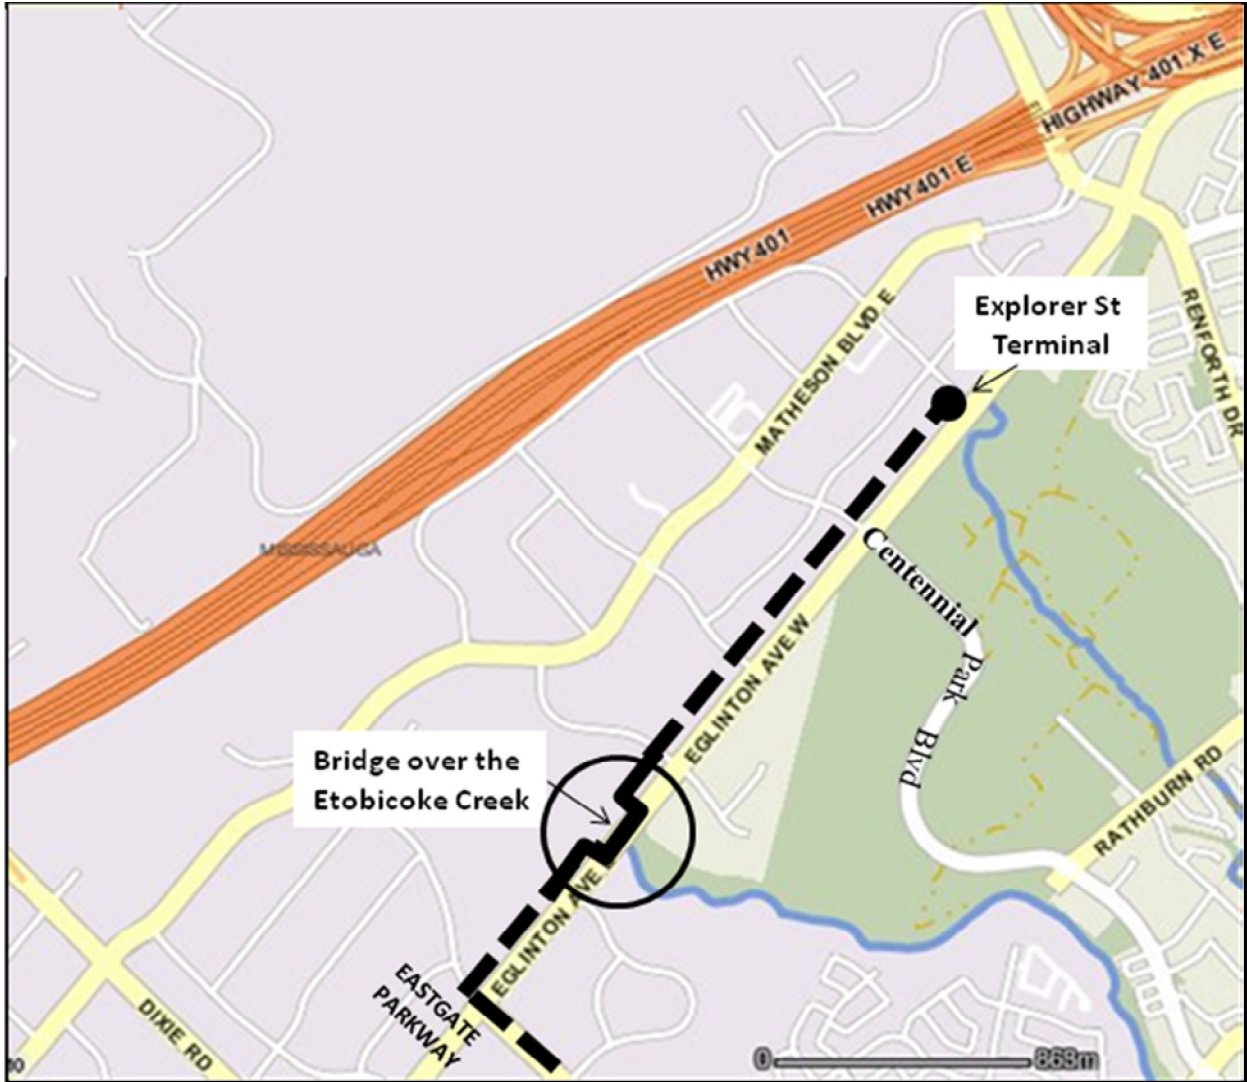 HIGHWAY 401 X E
HWY 401 E
HWY 401
Explorer St
Terminal
MATHESON BLVD E
RENFORTH DR
MISSISSAUGA
Centennial
Park
Blvd
EGLINTON AVE W
Bridge over the
Etobicoke Creek
RATHBURN RD
EGLINTON AVE
EASTGATE
PARKWAY
DIXIE RD
0
863m